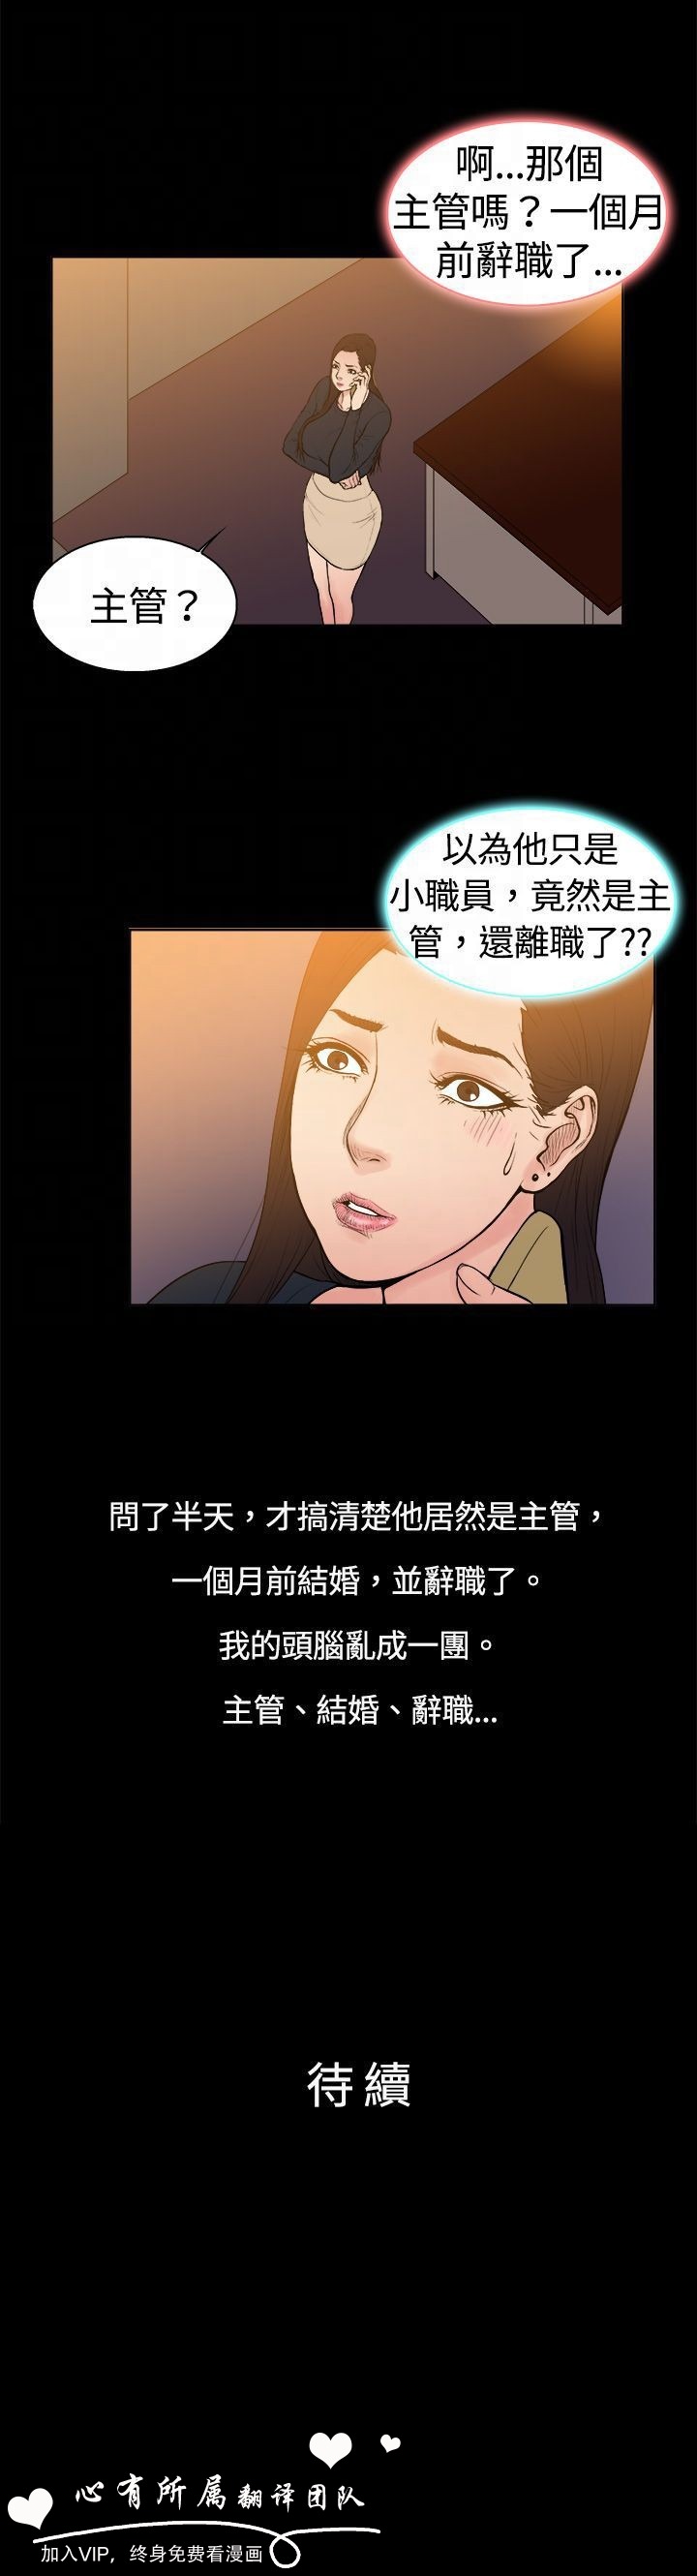 啊...那個
主管嗎？一個月
前辭職了...
主管？
以為他只是
小職員，竟然是主
管，還離職了??
問了半天，才搞清楚他居然是主管，
一個月前結婚，並辭職了。
我的頭腦亂成一團。
主管、結婚、辭職...
待續
心有所属翻译团队
加入VIP，终身免费看漫画